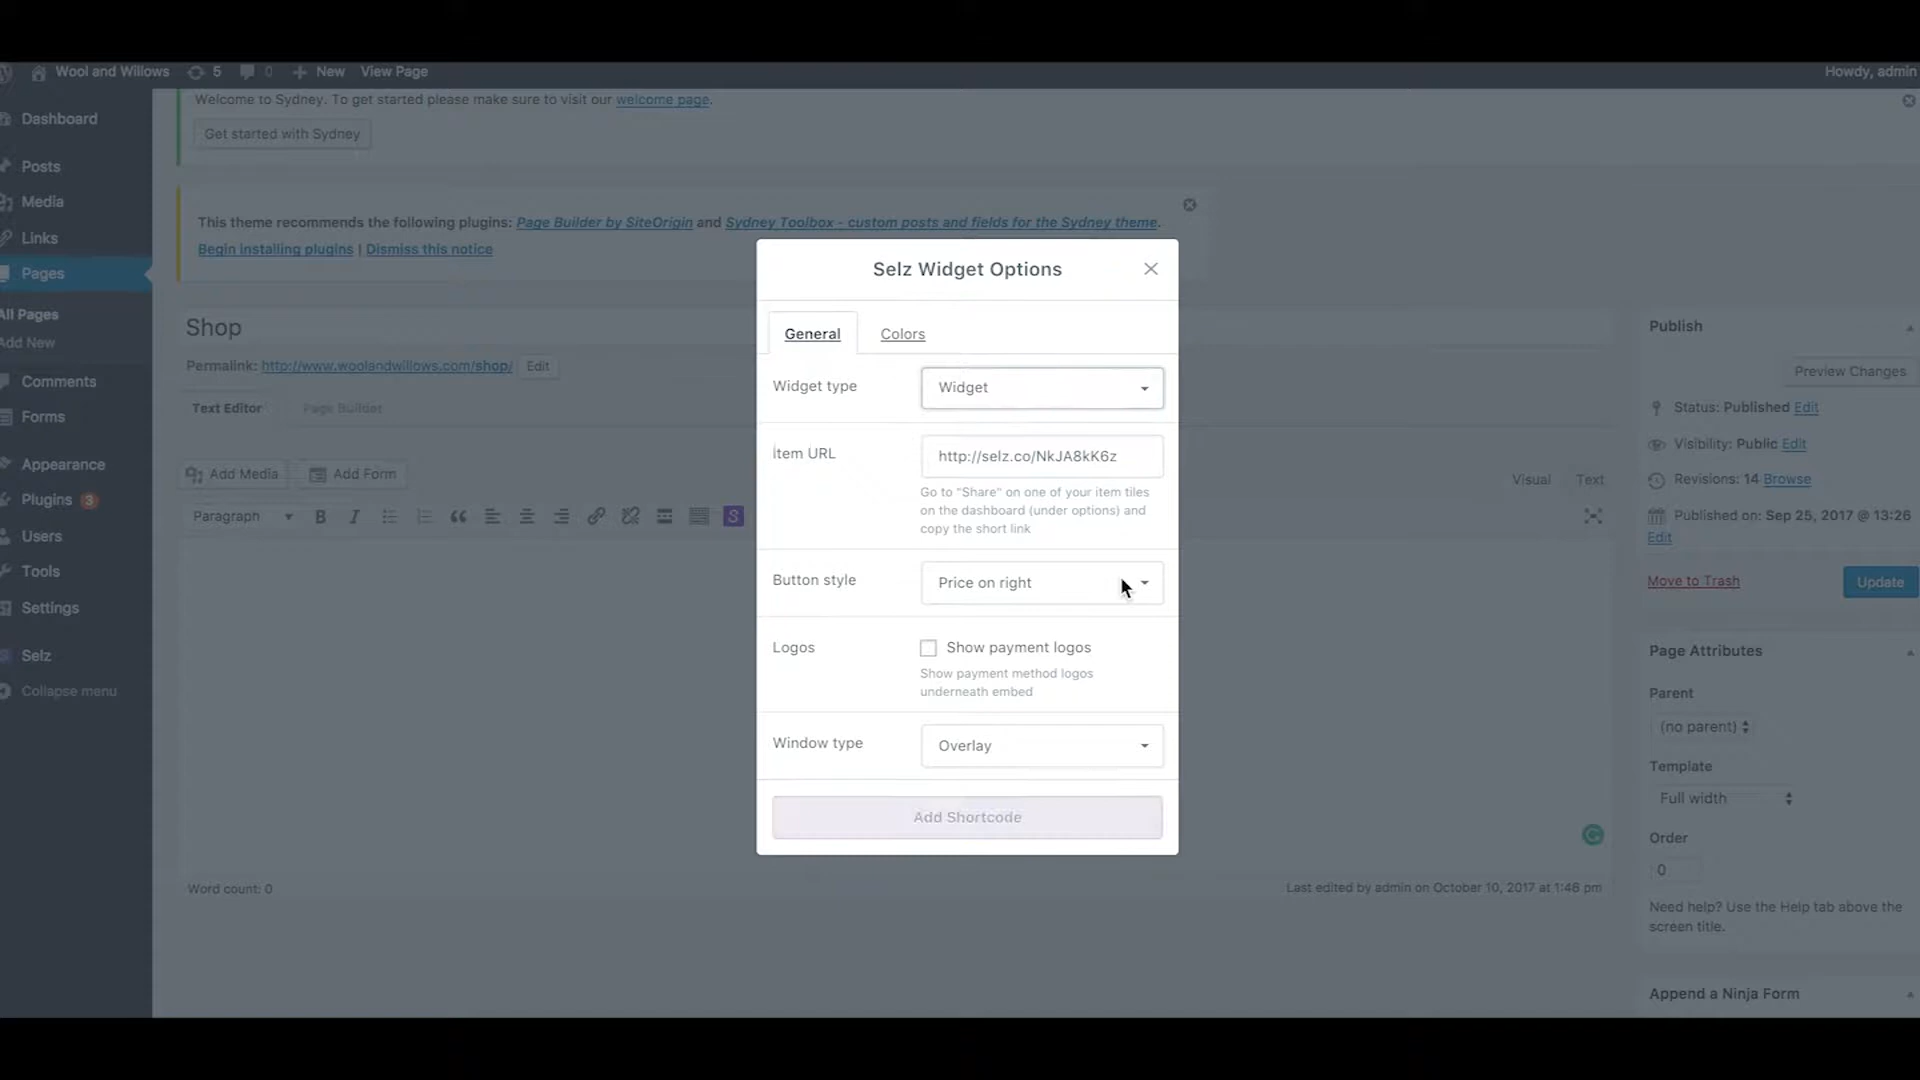 Wool and Willows 5 0 New View Page Howdy, admin
Dashboard
Posts
Media
Links
Pages
All Pages
Add New
Comments
Forms
Appearance
Plugins 3
Users
Tools
Settings
Selz
Collapse menu
Welcome to Sydney. To get started please make sure to visit our welcome page.
Get started with Sydney
This theme recommends the following plugins: Page Builder by SiteOrigin and Sydney Toolbox - custom posts and fields for the Sydney theme.
Begin installing plugins | Dismiss this notice
Shop
Permalink: http://www.woolandwillows.com/shop/ Edit
Text Editor Page Builder
Add Media Add Form
Visual Text
Paragraph
S
Word count: 0
Last edited by admin on October 10, 2017 at 1:46 pm
Selz Widget Options
General Colors
Widget type Widget
Item URL http://selz.co/NkJA8kK6z
Go to "Share" on one of your item tiles
on the dashboard (under options) and
copy the short link
Button style Price on right
Logos Show payment logos
Show payment method logos
underneath embed
Window type Overlay
Add Shortcode
Publish
Preview Changes
Status: Published Edit
Visibility: Public Edit
Revisions: 14 Browse
Published on: Sep 25, 2017 @ 13:26
Edit
Move to Trash Update
Page Attributes
Parent
(no parent)
Template
Full width
Order
0
Need help? Use the Help tab above the
screen title.
Append a Ninja Form